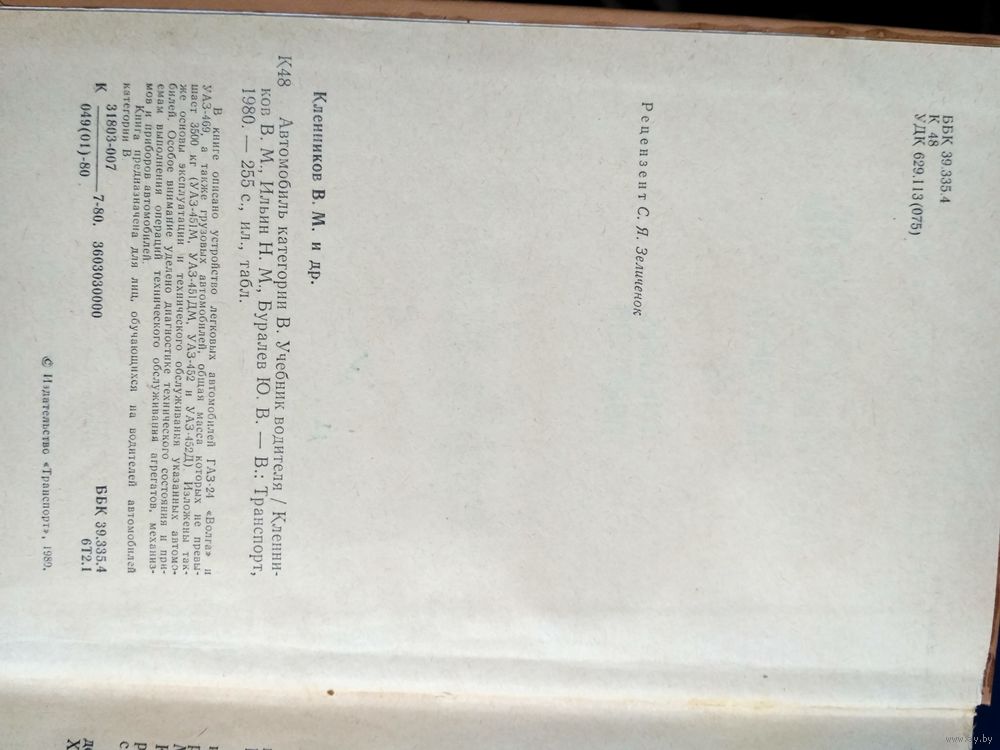 ББК 39.335.4
К 48
УДК 629.113(075)
Рецензент С. Я. Зеличенок
Кленников В. М. и др.
К48 Автомобиль категории В. Учебник водителя / Кленни-
ков В. М., Ильин Н. М., Буралев Ю. В. — В.: Транспорт,
1980. — 255 с., ил., табл.
В книге описано устройство легковых автомобилей ГАЗ-24 «Волга» и
УАЗ-469, а также грузовых автомобилей, общая масса которых не превы-
шает 3500 кг (УАЗ-451М, УАЗ-451ДМ, УАЗ-452 и УАЗ-452Д). Изложены так-
же основы эксплуатации и технического обслуживания указанных автомо-
билей. Особое внимание уделено диагностике технического состояния и при-
емам выполнения операций технического обслуживания агрегатов, механиз-
мов и приборов автомобилей.
Книга предназначена для лиц, обучающихся на водителей автомобилей
категории В.
К 31803-007
049(01)-80 7-80. 3603030000
ББК 39.335.4
6Т2.1
© Издательство «Транспорт», 1980.
www.ay.by